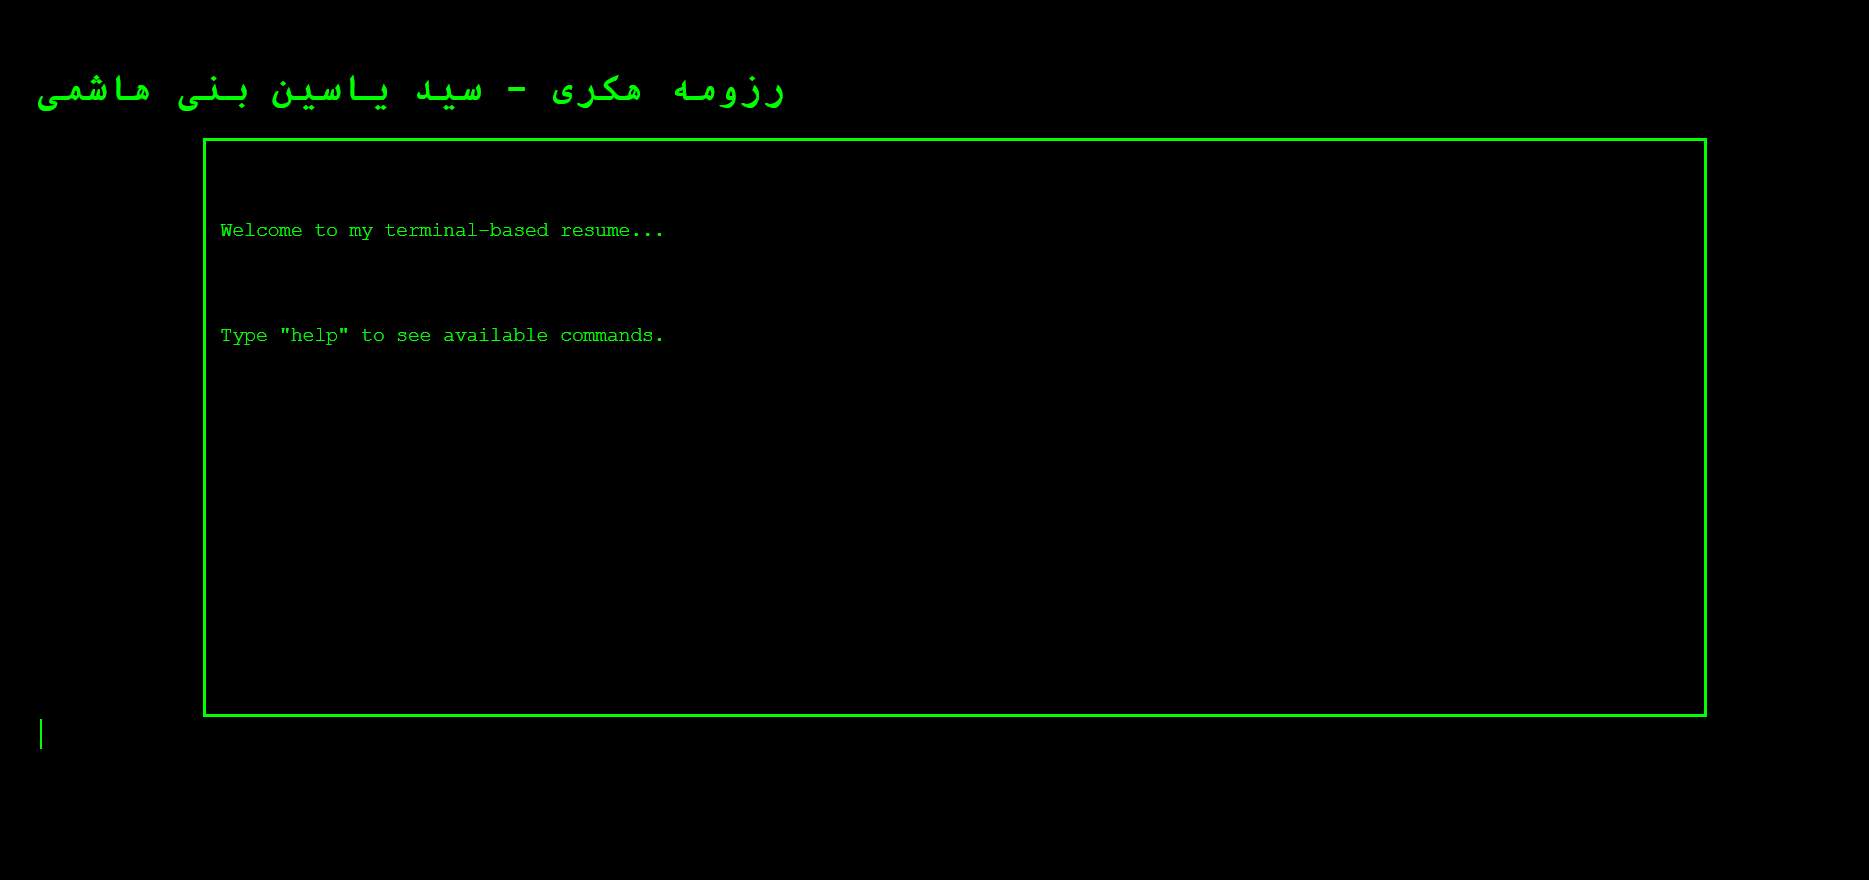 رزومه هکری - سید یاسین بنی هاشمی
Welcome to my terminal-based resume...
Type "help" to see available commands.